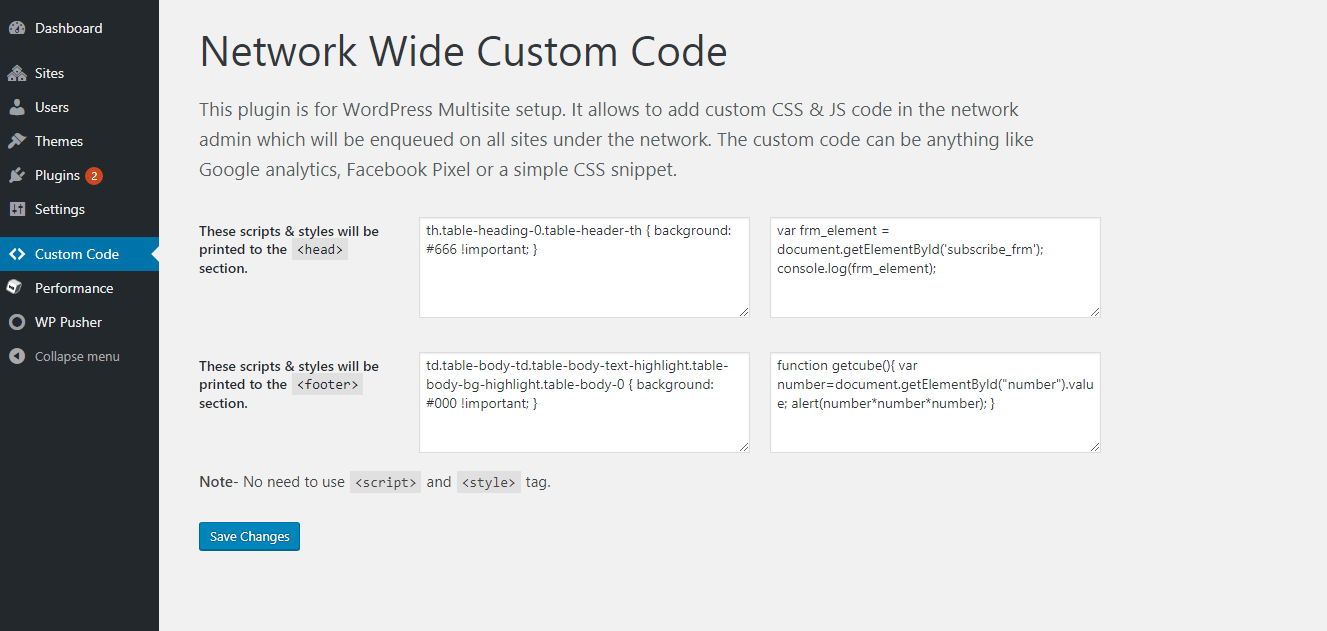 Dashboard
Sites
Users
Themes
Plugins 2
Settings
Custom Code
Performance
WP Pusher
Collapse menu
Network Wide Custom Code
This plugin is for WordPress Multisite setup. It allows to add custom CSS & JS code in the network
admin which will be enqueued on all sites under the network. The custom code can be anything like
Google analytics, Facebook Pixel or a simple CSS snippet.
These scripts & styles will be
printed to the <head>
section.
th.table-heading-0.table-header-th { background:
#666 !important; }
var frm_element =
document.getElementById('subscribe_frm');
console.log(frm_element);
These scripts & styles will be
printed to the <footer>
section.
td.table-body-td.table-body-text-highlight.table-
body-bg-highlight.table-body-0 { background:
#000 !important; }
function getcube(){ var
number=document.getElementById("number").valu
e; alert(number*number*number); }
Note- No need to use <script> and <style> tag.
Save Changes